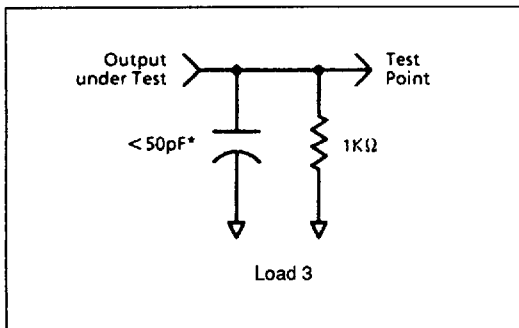 Output
under Test
Test
Point
<50pF*
1KΩ
Load 3